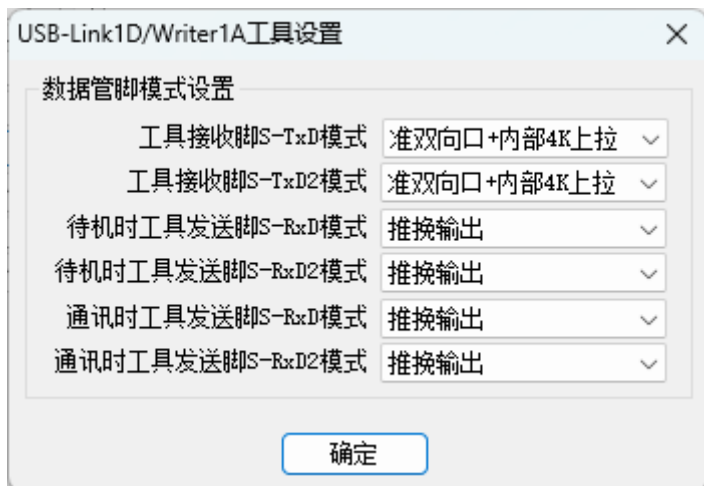 USB-Link1D/Writer1A工具设置
数据管脚模式设置
工具接收脚S-TxD模式 准双向口+内部4K上拉
工具接收脚S-TxD2模式 准双向口+内部4K上拉
待机时工具发送脚S-RxD模式 推挽输出
待机时工具发送脚S-RxD2模式 推挽输出
通讯时工具发送脚S-RxD模式 推挽输出
通讯时工具发送脚S-RxD2模式 推挽输出
确定